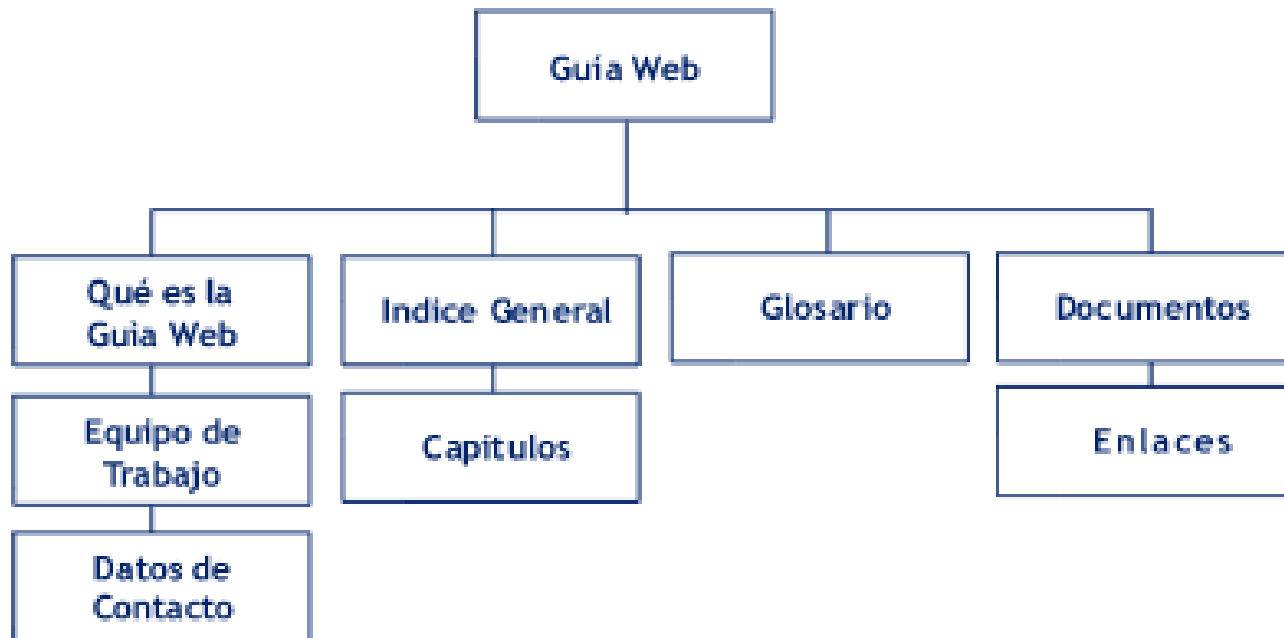 Guía Web
Qué es la
Guia Web
Indice General
Glosario
Documentos
Equipo de
Trabajo
Capitulos
Enlaces
Datos de
Contacto